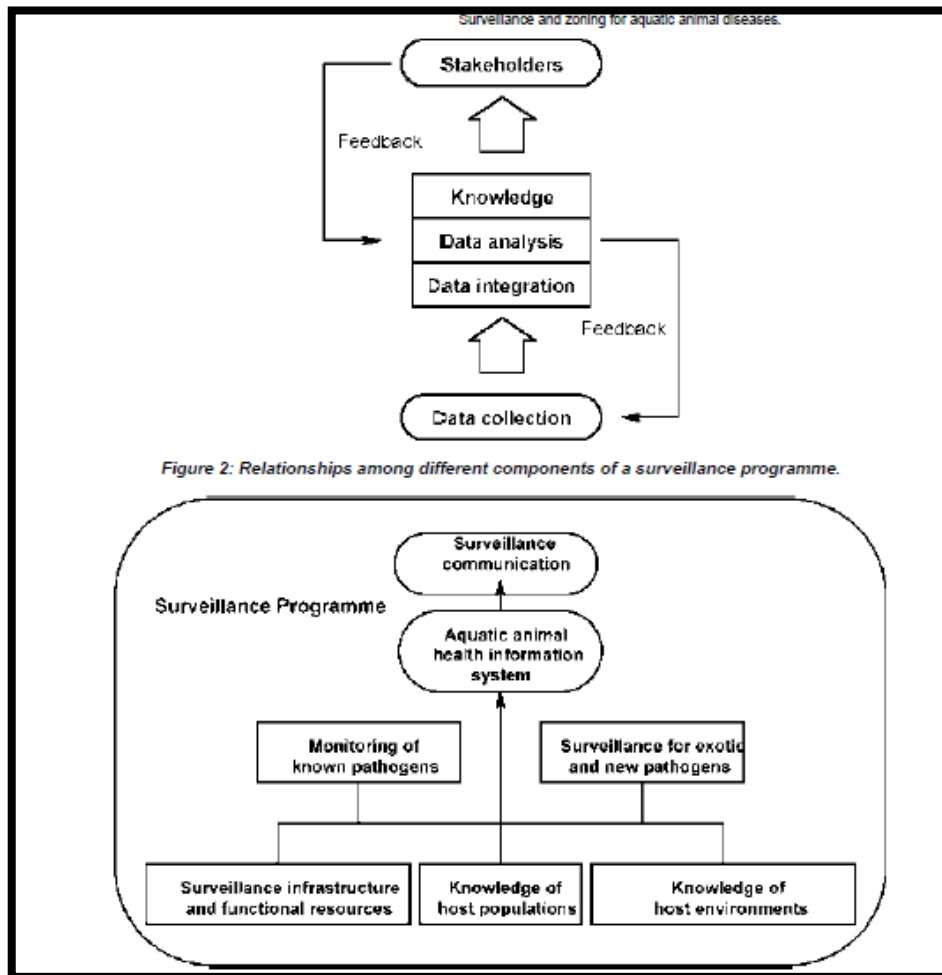 Surveillance and zoning for aquatic animal diseases.
Stakeholders
Feedback
Knowledge
Data analysis
Data integration
Feedback
Data collection
Figure 2: Relationships among different components of a surveillance programme.
Surveillance
communication
Surveillance Programme
Aquatic animal
health information
system
Monitoring of
known pathogens
Surveillance for exotic
and new pathogens
Surveillance infrastructure
and functional resources
Knowledge of
host populations
Knowledge of
host environments